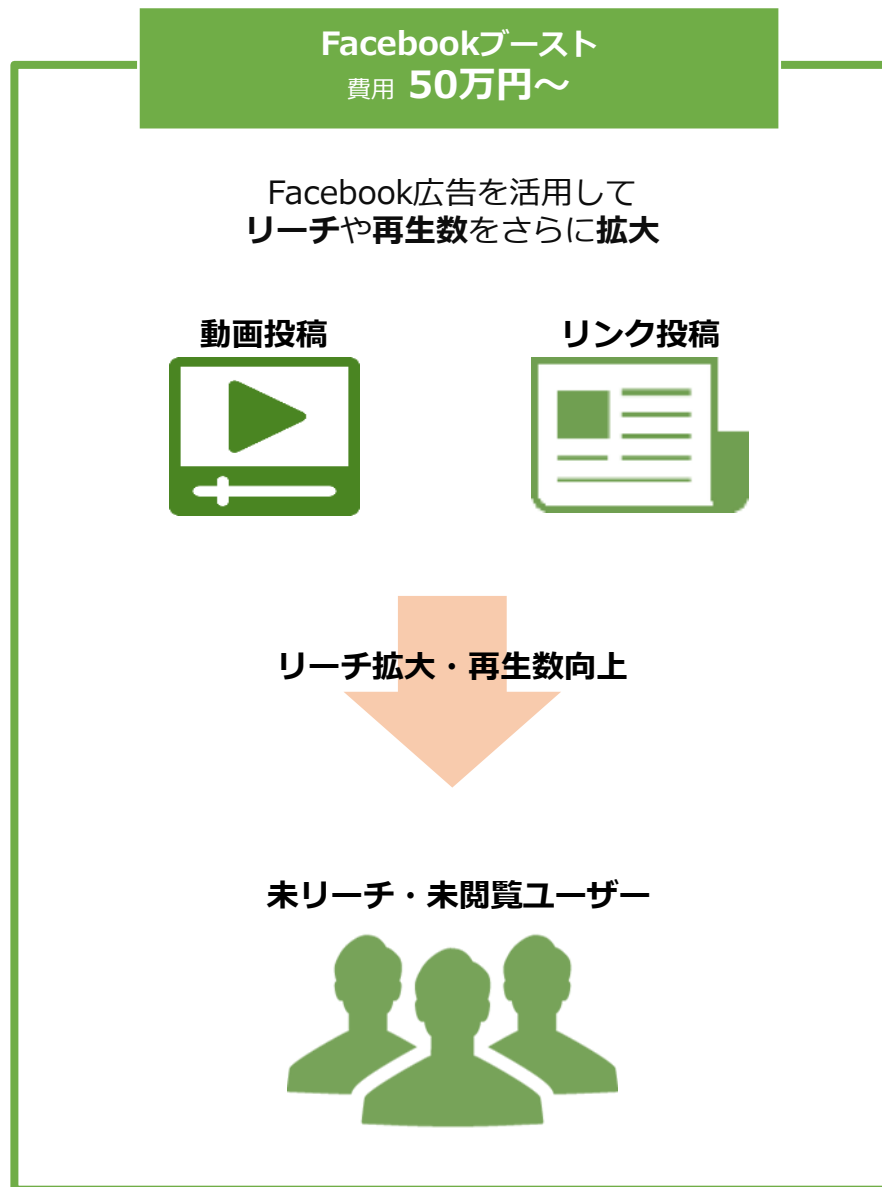 Facebookブースト
費用 50万円～
Facebook広告を活用して
リーチや再生数をさらに拡大
動画投稿
リンク投稿
リーチ拡大・再生数向上
未リーチ・未閲覧ユーザー